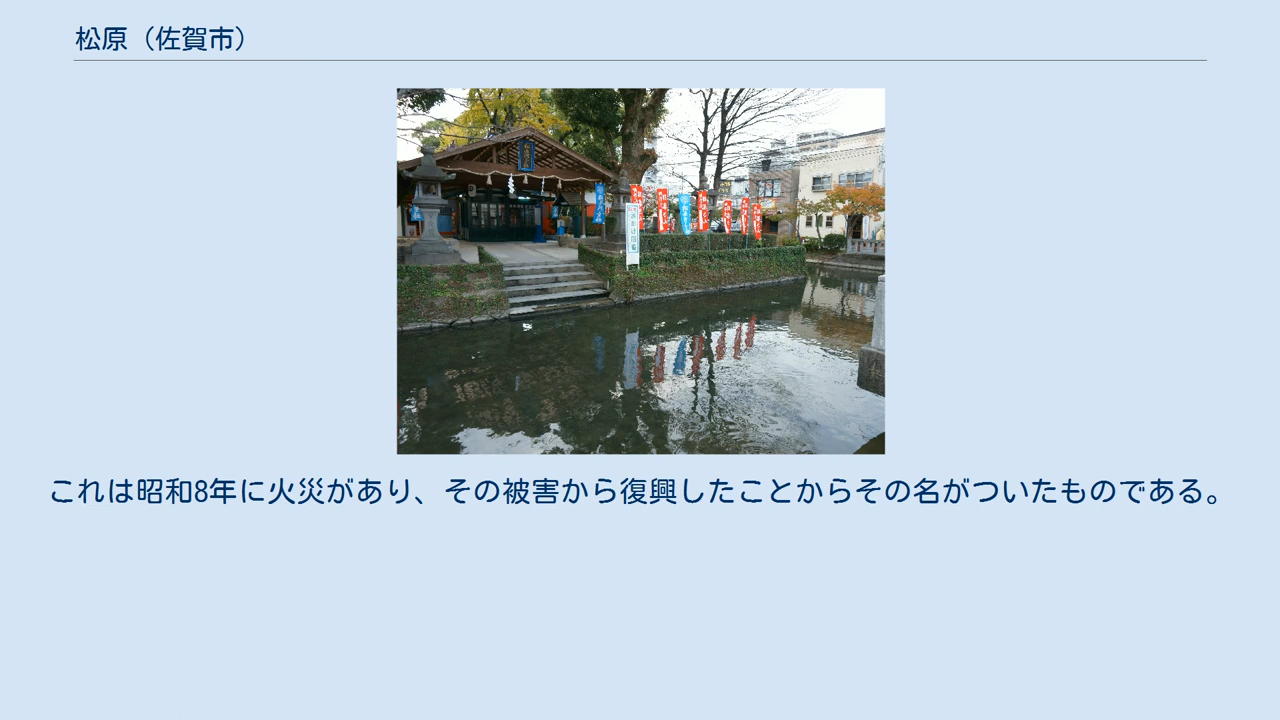 松原（佐賀市）
これは昭和8年に火災があり、その被害から復興したことからその名がついたものである。